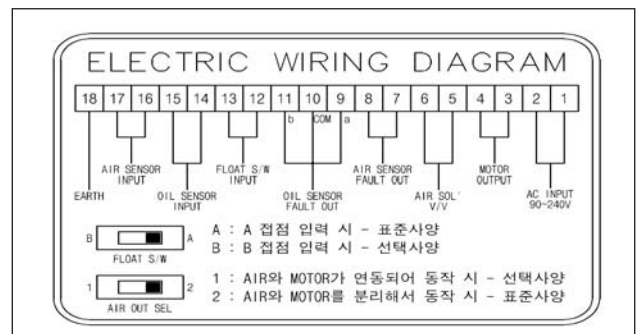 ELECTRIC WIRING DIAGRAM
18 17 16 15 14 13 12 11 10 9 8 7 6 5 4 3 2 1
b COM a
AIR SENSOR INPUT
FLOAT S/W INPUT
AIR SENSOR FAULT OUT
MOTOR OUTPUT
EARTH
OIL SENSOR INPUT
OIL SENSOR FAULT OUT
AIR SOL' V/V
AC INPUT 90~240V
B A
FLOAT S/W
A : A 접점 입력 시 - 표준사양
B : B 접점 입력 시 - 선택사양
1 2
AIR OUT SEL
1 : AIR와 MOTOR가 연동되어 동작 시 - 선택사양
2 : AIR와 MOTOR를 분리해서 동작 시 - 표준사양